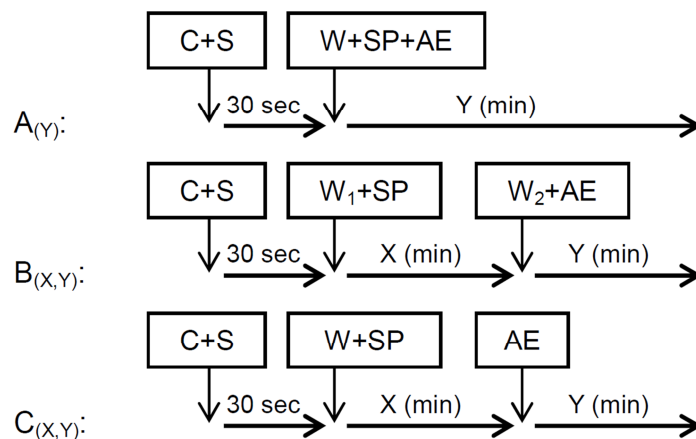 C+S W+SP+AE
30 sec Y (min)
A(Y):
C+S W₁+SP W₂+AE
30 sec X (min) Y (min)
B(X,Y):
C+S W+SP AE
30 sec X (min) Y (min)
C(X,Y):